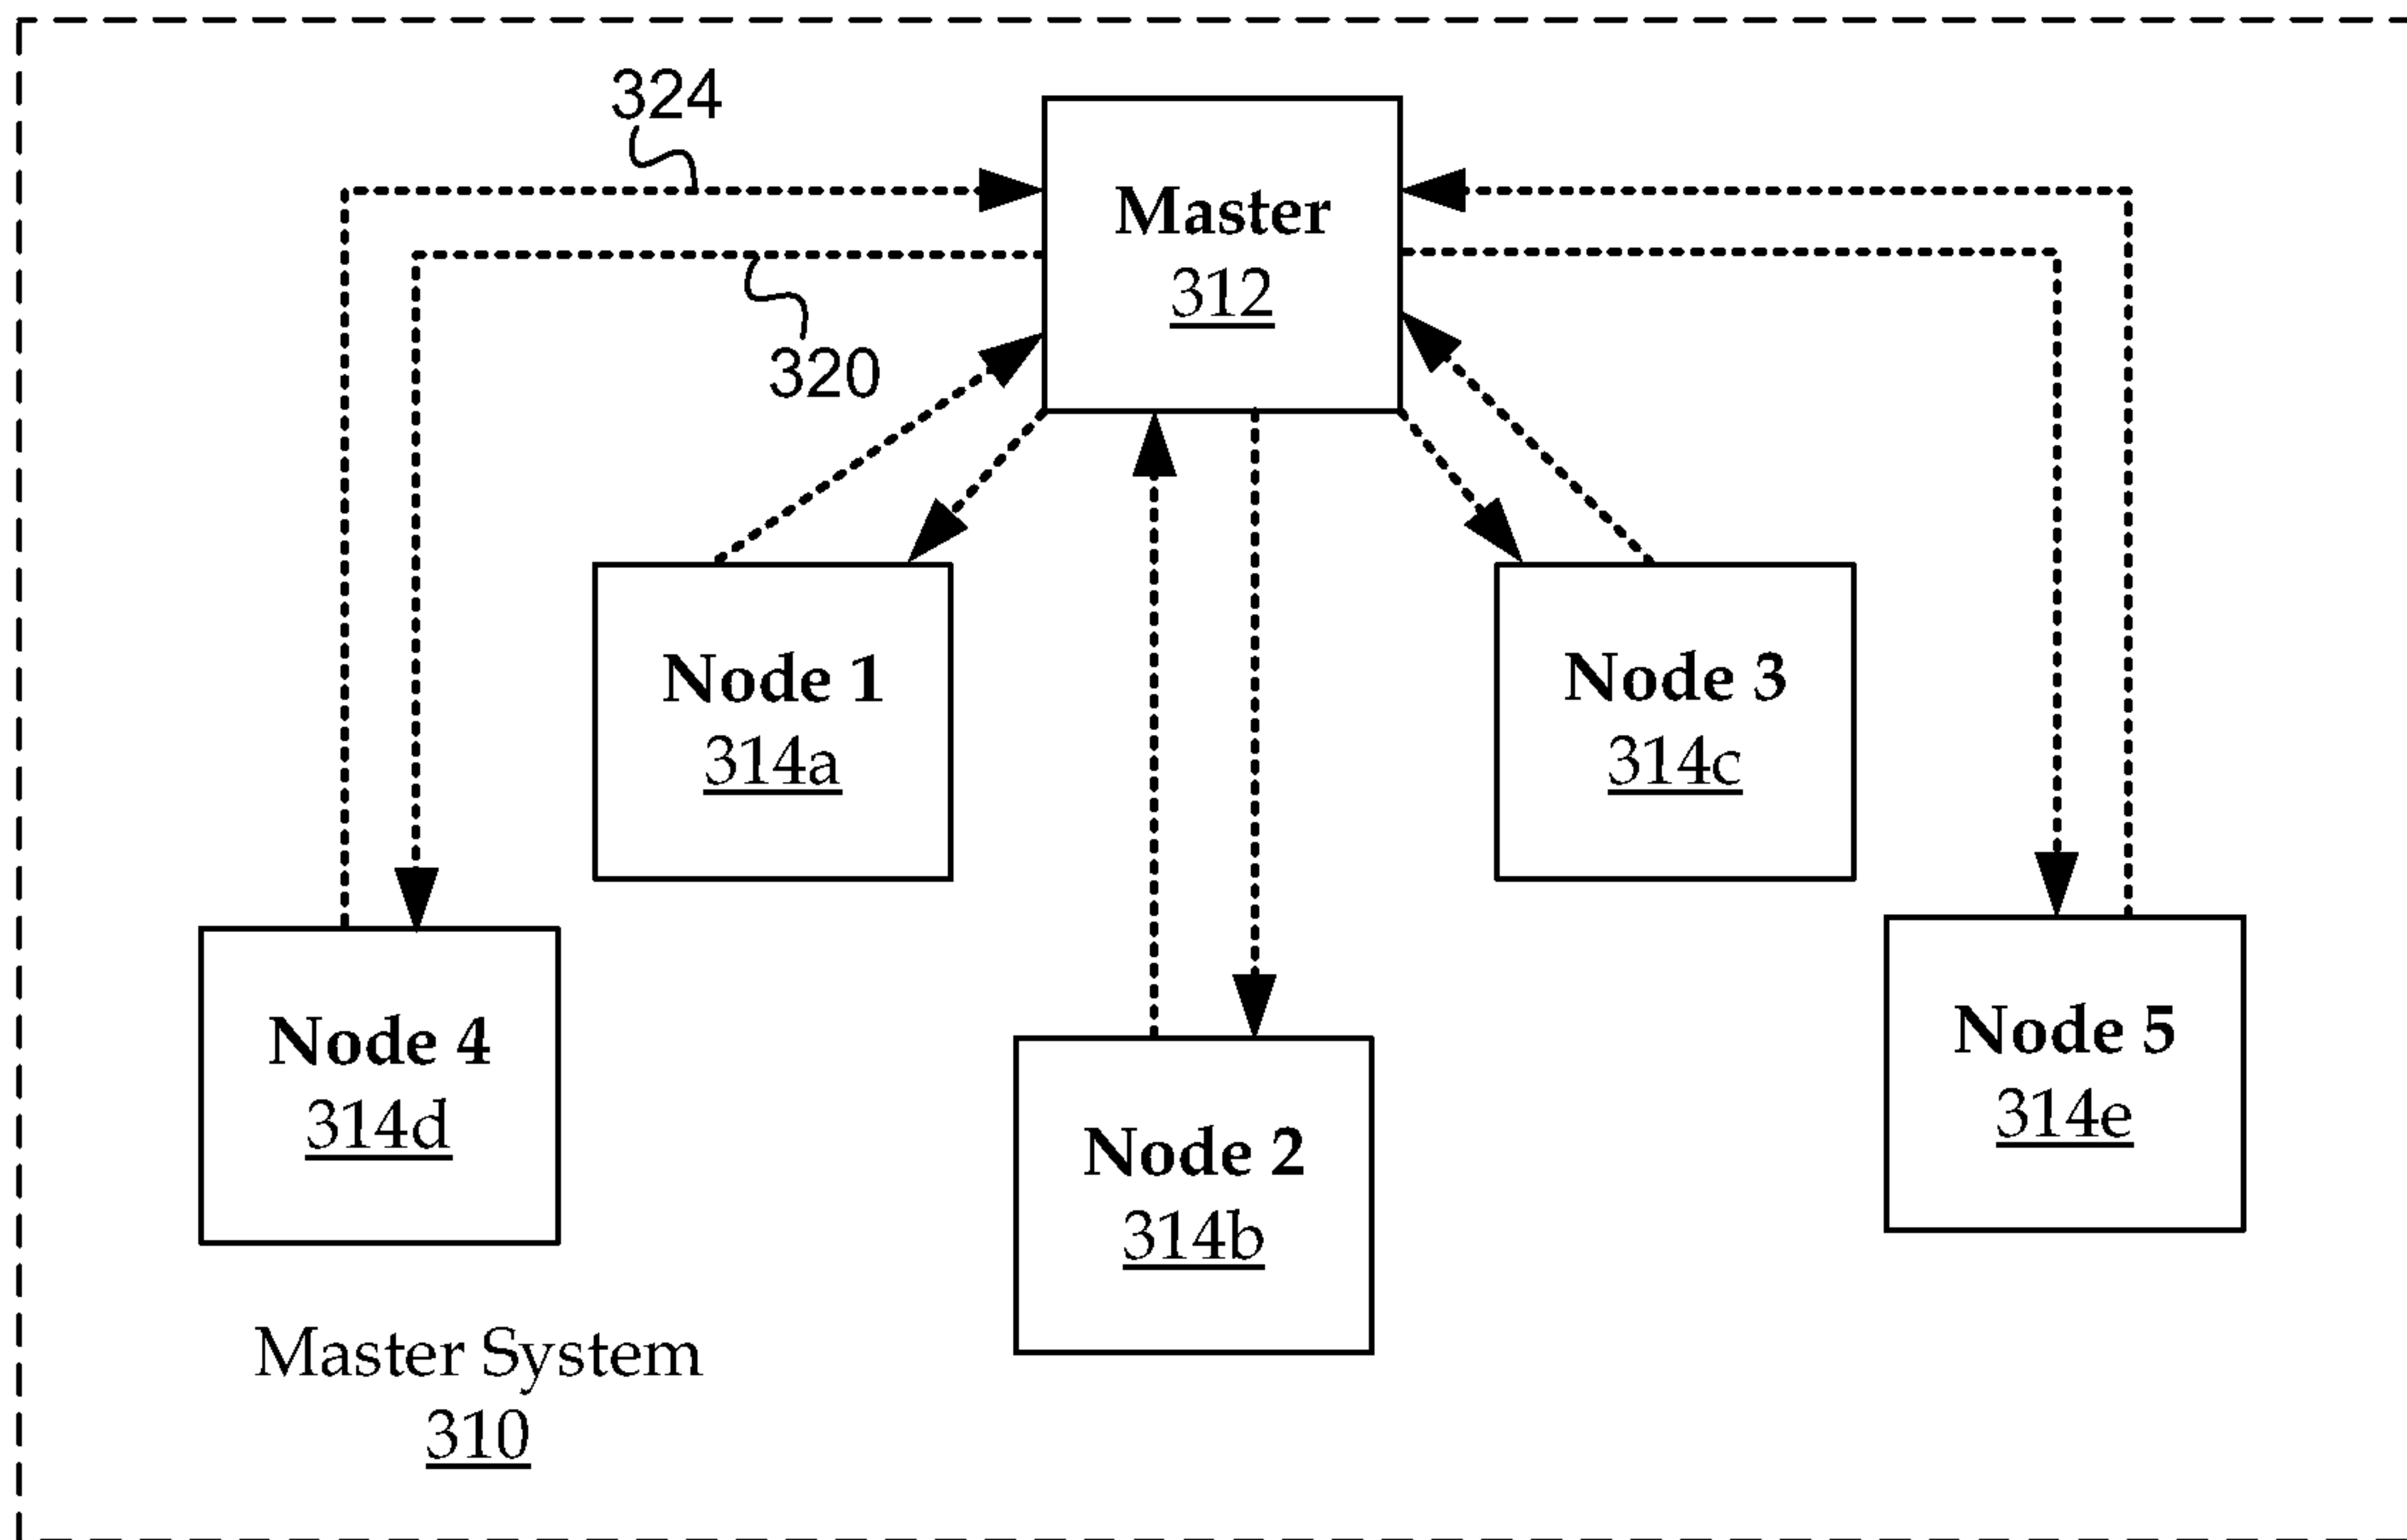 324
Master
312
320
Node 1
314a
Node 3
314c
Node 4
314d
Node 5
314e
Node 2
314b
Master System
310